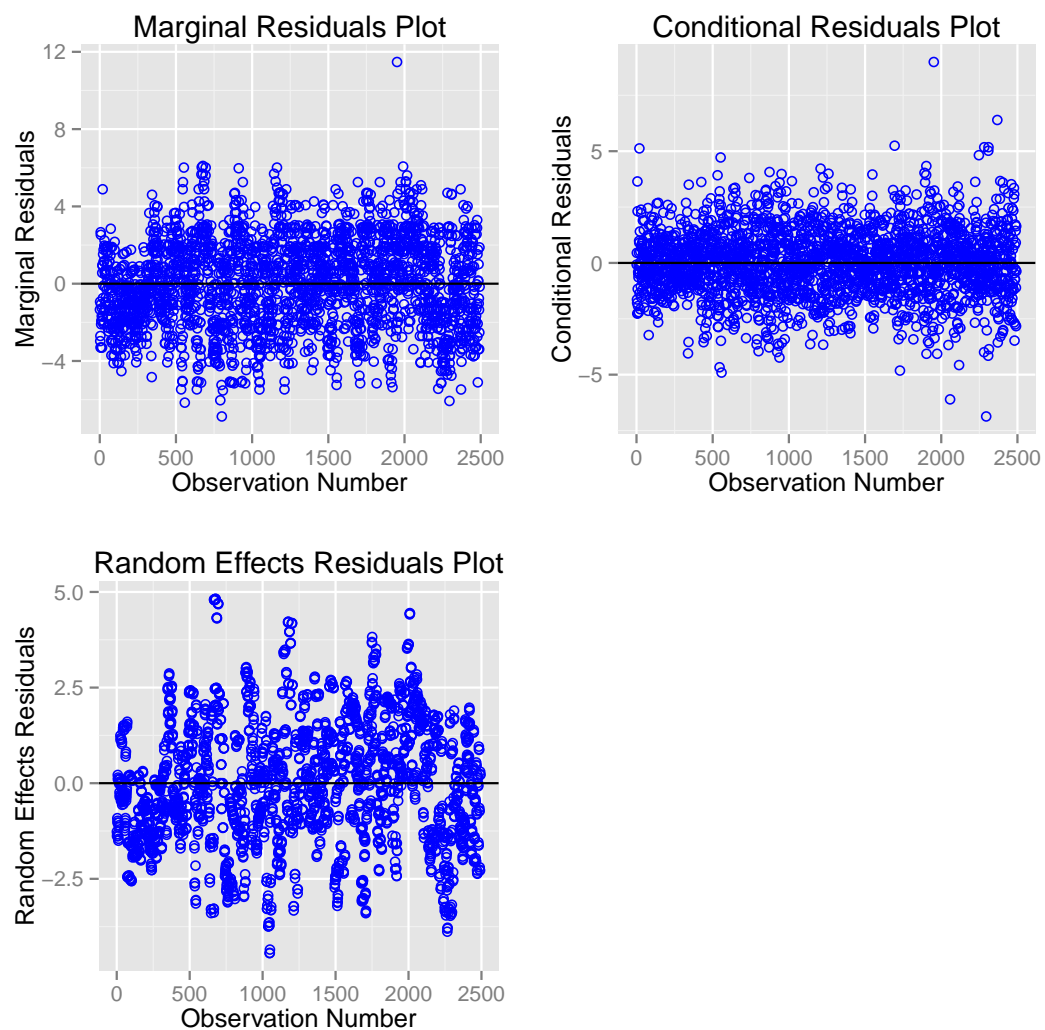 Marginal Residuals Plot
12
8
4
0
−4
Marginal Residuals
0 500 1000 1500 2000 2500
Observation Number
Conditional Residuals Plot
5
0
−5
Conditional Residuals
0 500 1000 1500 2000 2500
Observation Number
Random Effects Residuals Plot
5.0
2.5
0.0
−2.5
Random Effects Residuals
0 500 1000 1500 2000 2500
Observation Number